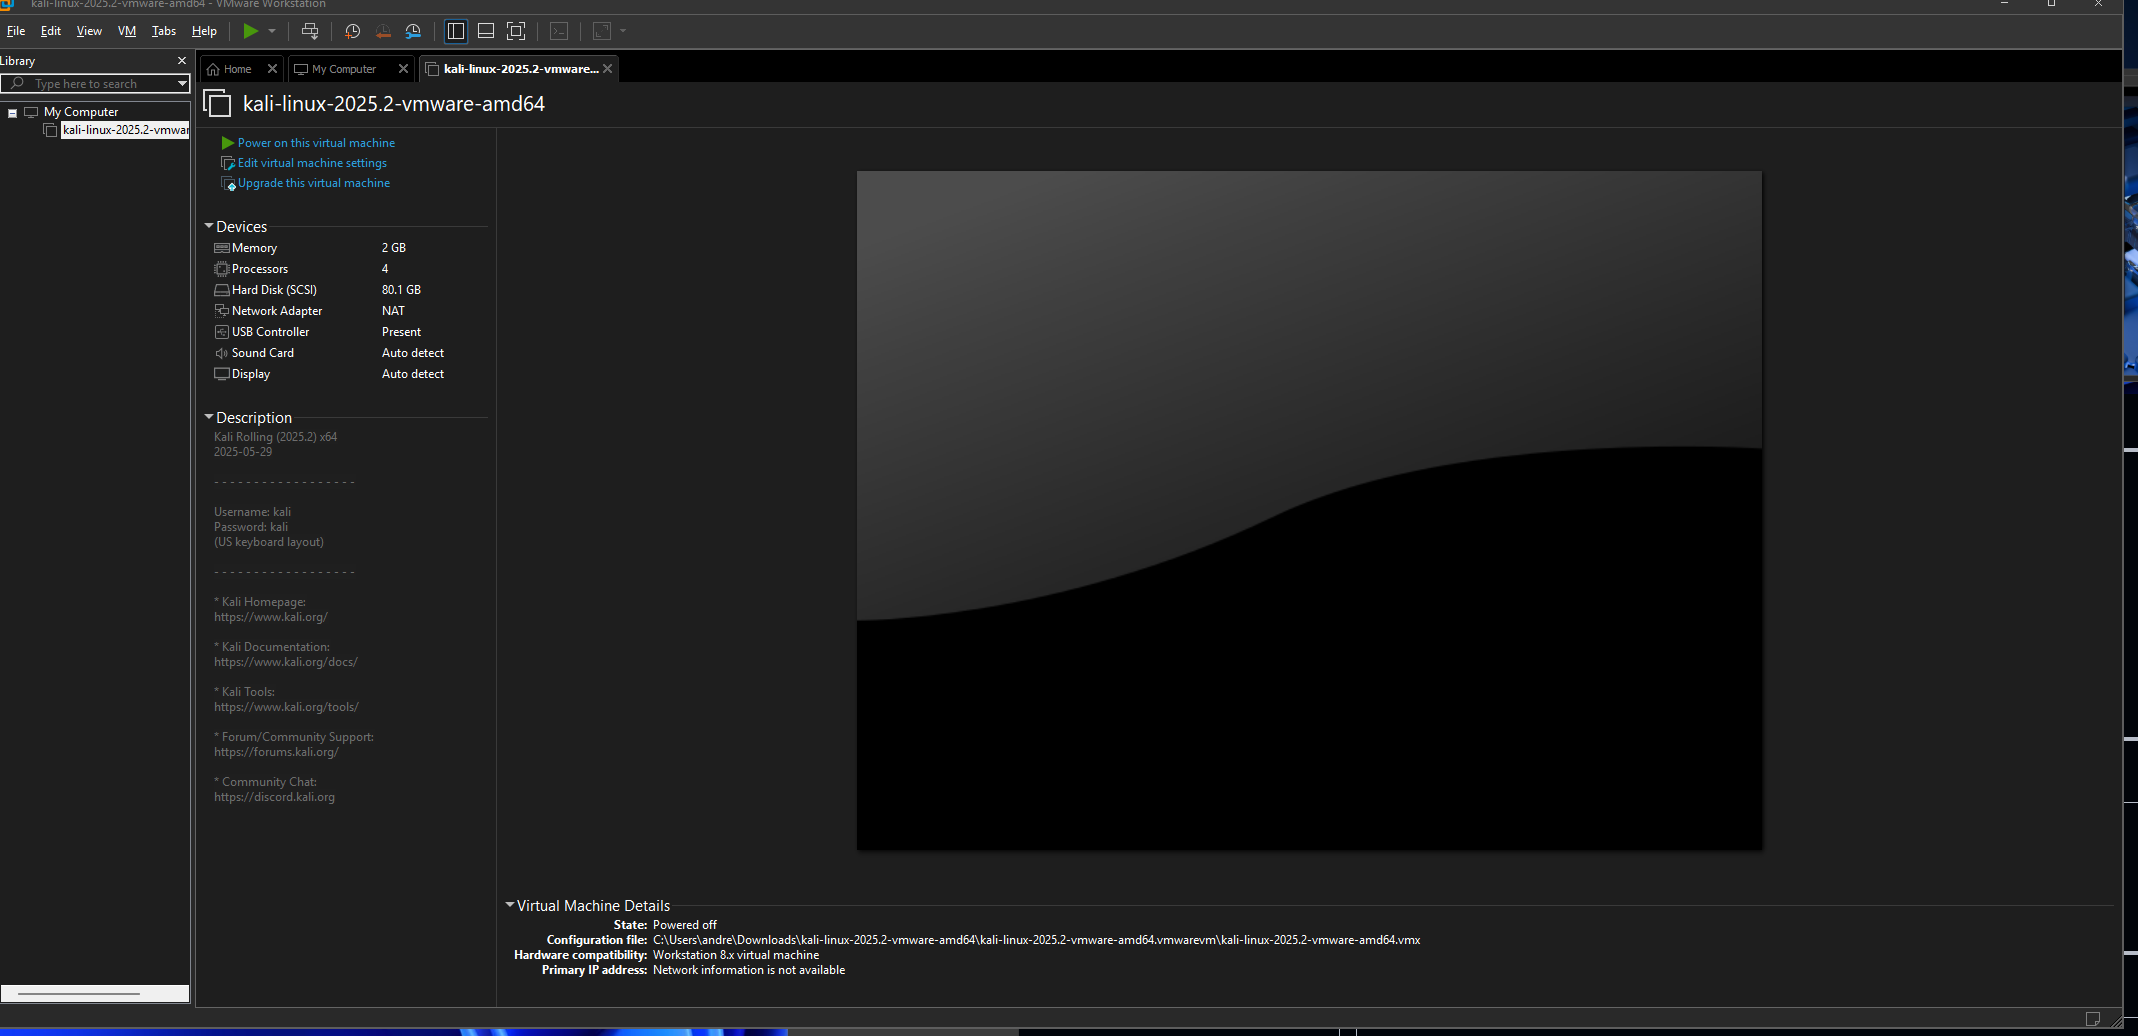 kali-linux-2025.2-vmware-amd64 - VMware Workstation
File Edit View VM Tabs Help
Library
Type here to search
My Computer
kali-linux-2025.2-vmwar
Home
My Computer
kali-linux-2025.2-vmware...
kali-linux-2025.2-vmware-amd64
Power on this virtual machine
Edit virtual machine settings
Upgrade this virtual machine
Devices
Memory 2 GB
Processors 4
Hard Disk (SCSI) 80.1 GB
Network Adapter NAT
USB Controller Present
Sound Card Auto detect
Display Auto detect
Description
Kali Rolling (2025.2) x64
2025-05-29
- - - - - - - - - - - - - - - - - -
Username: kali
Password: kali
(US keyboard layout)
- - - - - - - - - - - - - - - - - -
* Kali Homepage:
https://www.kali.org/
* Kali Documentation:
https://www.kali.org/docs/
* Kali Tools:
https://www.kali.org/tools/
* Forum/Community Support:
https://forums.kali.org/
* Community Chat:
https://discord.kali.org
Virtual Machine Details
State: Powered off
Configuration file: C:\Users\andre\Downloads\kali-linux-2025.2-vmware-amd64\kali-linux-2025.2-vmware-amd64.vmwarevm\kali-linux-2025.2-vmware-amd64.vmx
Hardware compatibility: Workstation 8.x virtual machine
Primary IP address: Network information is not available